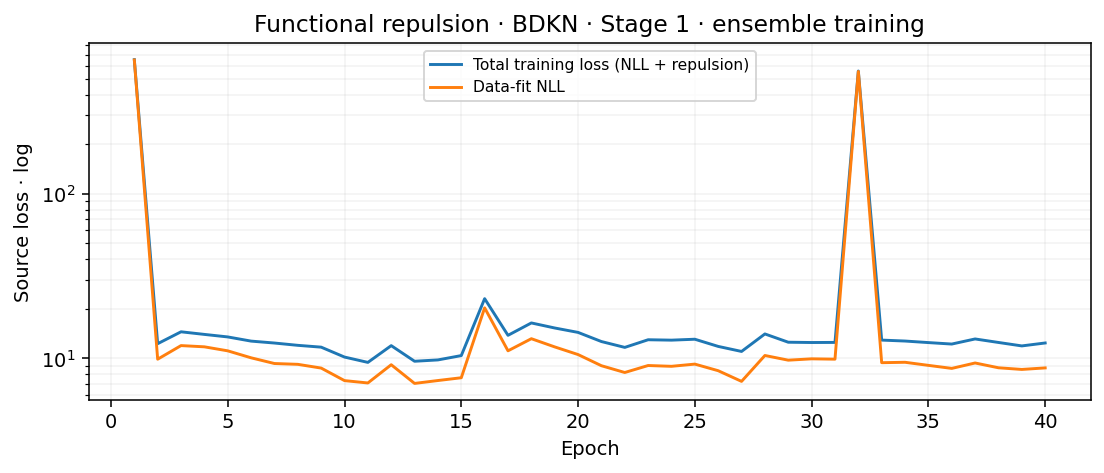 Functional repulsion · BDKN · Stage 1 · ensemble training
Total training loss (NLL + repulsion)
Data-fit NLL
Source loss · log
10²
10¹
0 5 10 15 20 25 30 35 40
Epoch